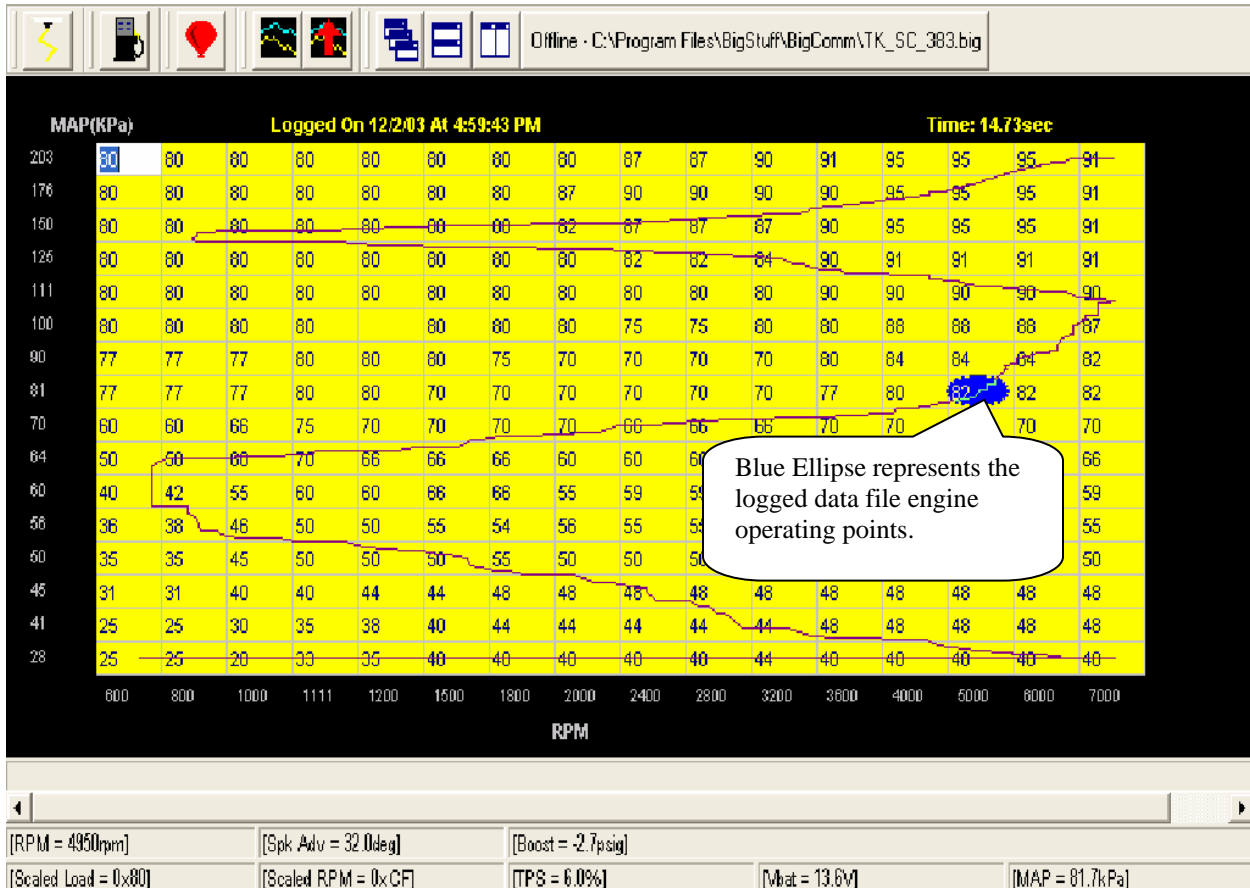 Offline - C:\Program Files\BigStuff\BigComm\TK_SC_383.big
MAP(KPa) Logged On 12/2/03 At 4:59:43 PM Time: 14.73sec
203 80 80 80 80 80 80 80 80 87 87 90 91 95 95 95 91
176 80 80 80 80 80 80 80 87 90 90 90 90 95 95 95 91
150 80 80 80 80 80 80 80 82 87 87 87 90 95 95 95 91
125 80 80 80 80 80 80 80 80 82 82 84 90 91 91 91 91
111 80 80 80 80 80 80 80 80 80 80 80 90 90 90 90 90
100 80 80 80 80 80 80 80 75 75 80 80 88 88 88 87
90 77 77 77 80 80 80 75 70 70 70 70 80 84 84 84 82
81 77 77 77 80 80 70 70 70 70 70 70 77 80 82 82 82
70 60 60 66 75 70 70 70 70 66 66 66 70 70 70 70
64 50 50 60 70 66 66 66 60 60 66
60 40 42 55 60 60 66 66 55 59 59
56 36 38 46 50 50 55 54 56 55 55
50 35 35 45 50 50 50 55 50 50 50
45 31 31 40 40 44 44 48 48 48 48 48 48 48 48 48 48
41 25 25 30 35 38 40 44 44 44 44 44 48 48 48 48 48
28 25 25 20 33 35 40 40 40 40 40 44 40 40 40 40 40
600 800 1000 1111 1200 1500 1800 2000 2400 2800 3200 3600 4000 5000 6000 7000
RPM
Blue Ellipse represents the
logged data file engine
operating points.
[RPM = 4950rpm] [Spk Adv = 32.0deg] [Boost = -2.7psig]
[Scaled Load = 0x80] [Scaled RPM = 0xCF] [TPS = 6.0%] [Vbat = 13.6V] [MAP = 81.7kPa]